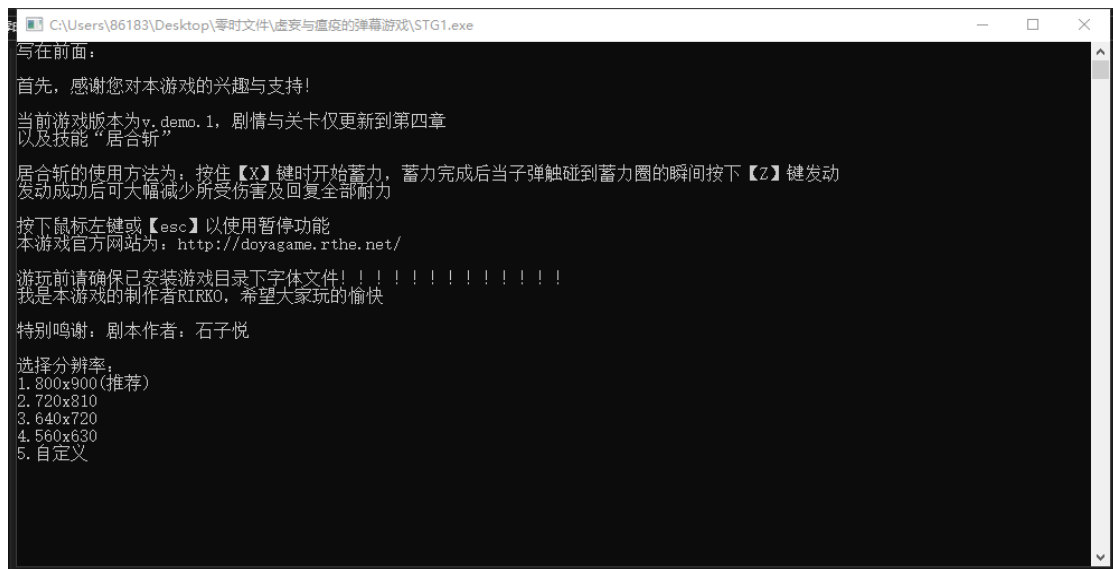 C:\Users\86183\Desktop\零时文件\虚妄与瘟疫的弹幕游戏\STG1.exe
写在前面：
首先，感谢您对本游戏的兴趣与支持！
当前游戏版本为v.demo.1，剧情与关卡仅更新到第四章
以及技能“居合斩”
居合斩的使用方法为：按住【X】键时开始蓄力，蓄力完成后当子弹触碰到蓄力圈的瞬间按下【Z】键发动
发动成功后可大幅减少所受伤害及回复全部耐力
按下鼠标左键或【esc】以使用暂停功能
本游戏官方网站为：http://doyagame.rthe.net/
游玩前请确保已安装游戏目录下字体文件！！！！！！！！！！！！！
我是本游戏的制作者RIRKO，希望大家玩的愉快
特别鸣谢：剧本作者：石子悦
选择分辨率：
1.800x900(推荐)
2.720x810
3.640x720
4.560x630
5.自定义